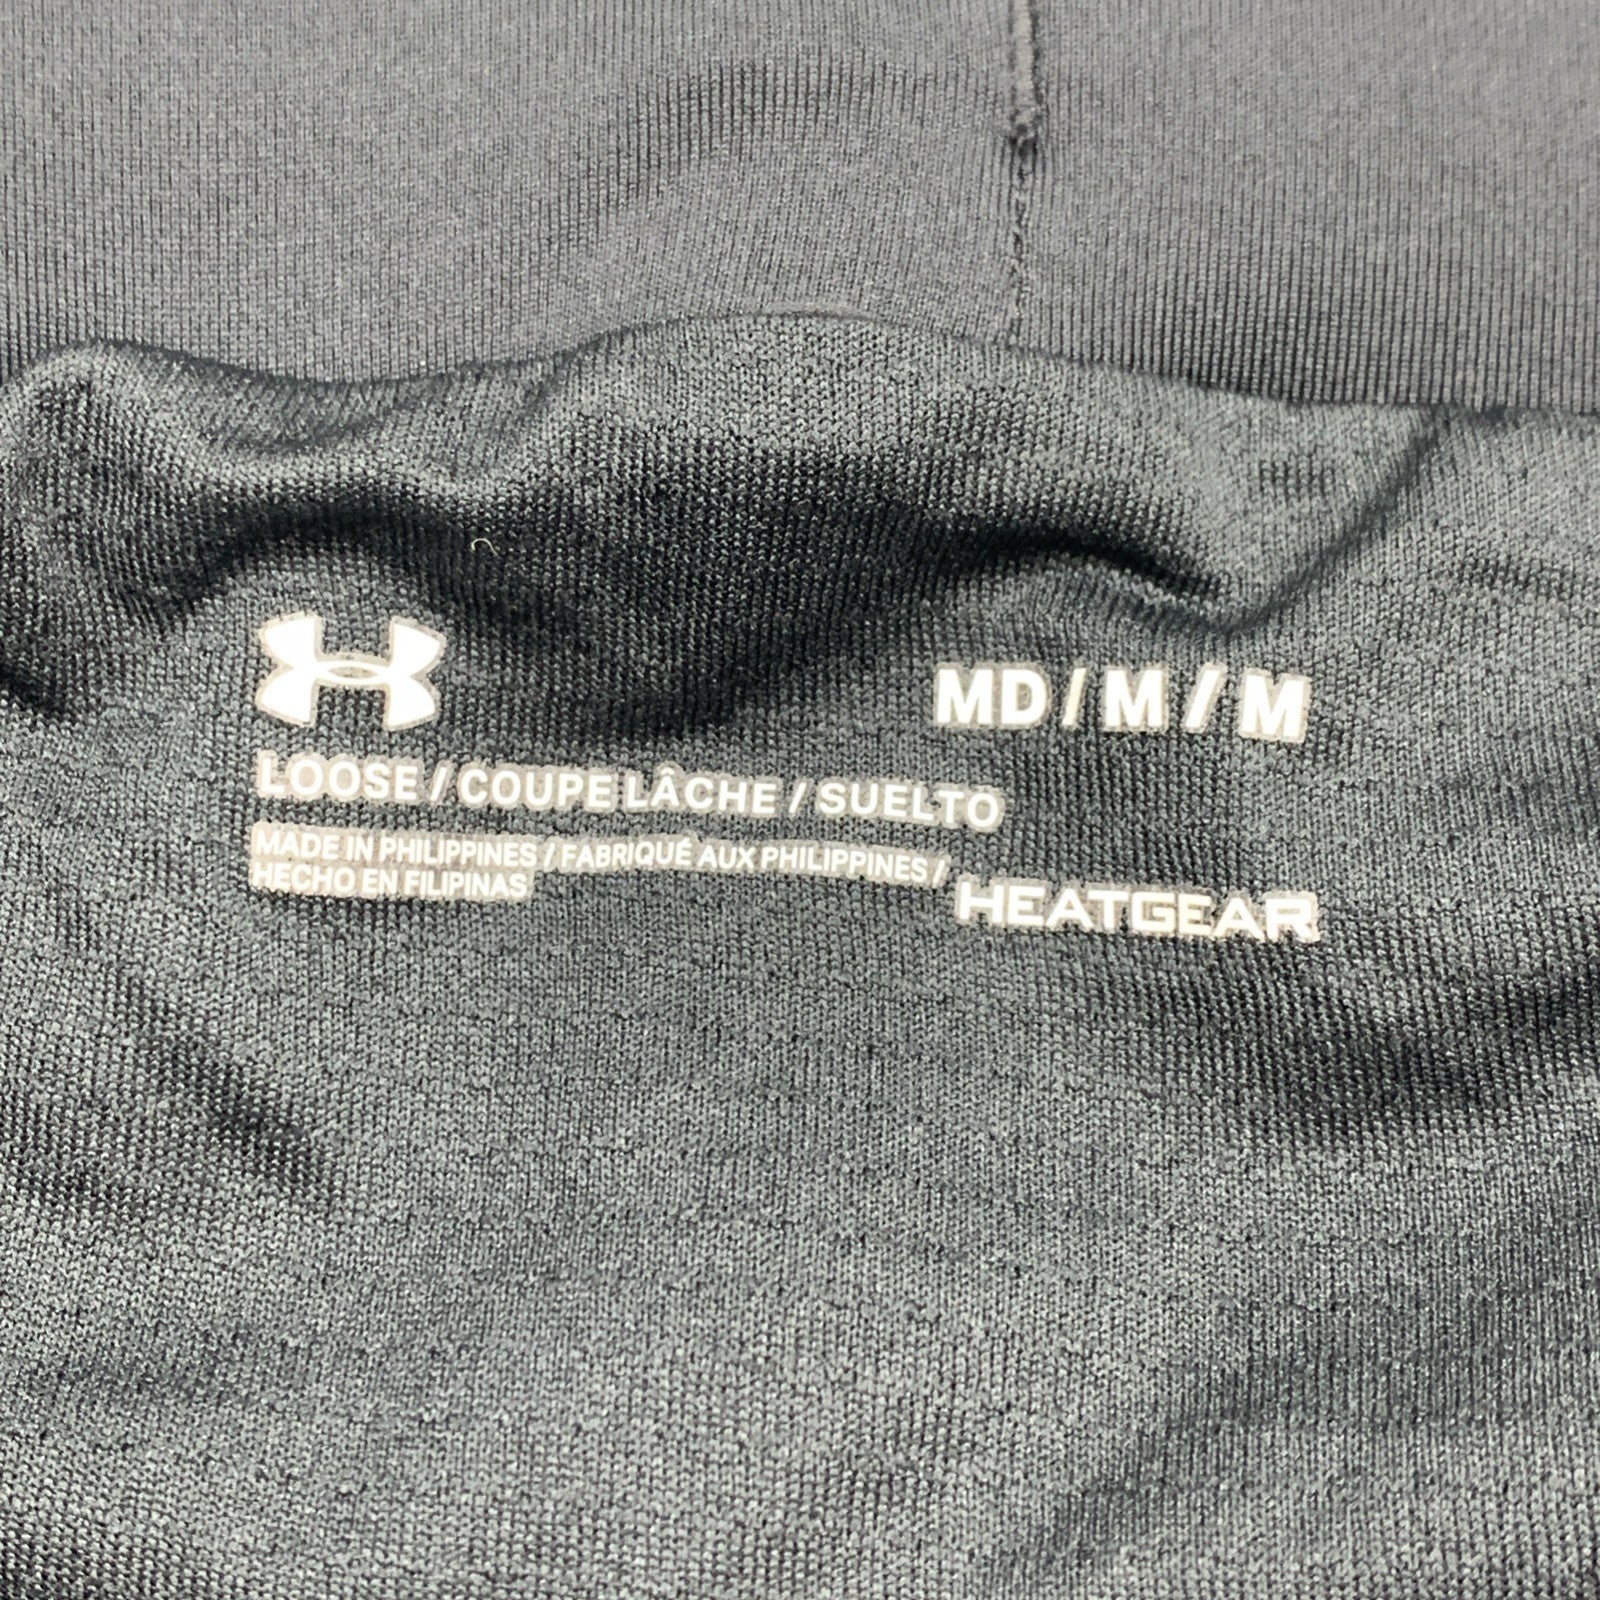 MD / M / M
LOOSE / COUPE LÂCHE / SUELTO
MADE IN PHILIPPINES / FABRIQUÉ AUX PHILIPPINES /
HECHO EN FILIPINAS
HEATGEAR